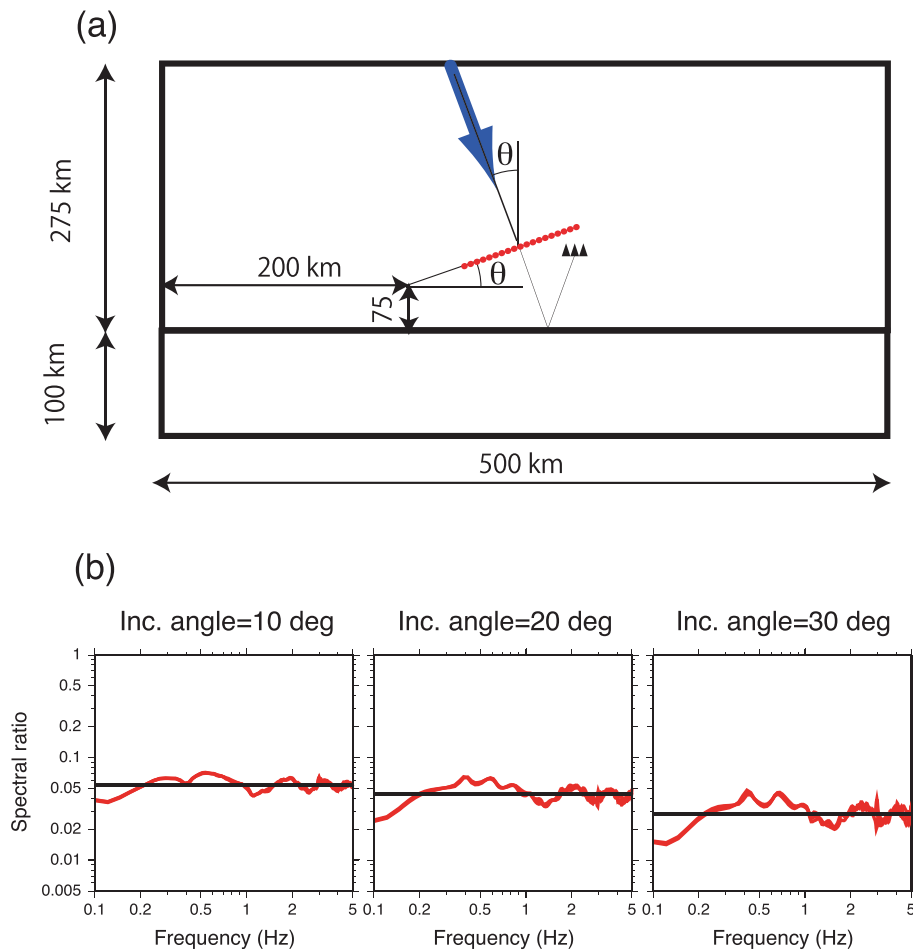 (a)
275 km
100 km
200 km
75
θ
θ
500 km
(b)
Inc. angle=10 deg
Inc. angle=20 deg
Inc. angle=30 deg
Spectral ratio
1
0.5
0.2
0.1
0.05
0.02
0.01
0.005
0.1 0.2 0.5 1 2 5
0.1 0.2 0.5 1 2 5
0.1 0.2 0.5 1 2 5
Frequency (Hz)
Frequency (Hz)
Frequency (Hz)